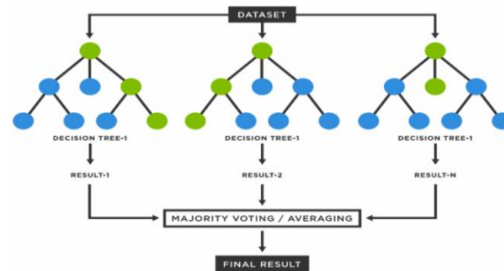 DATASET
DECISION TREE-1 DECISION TREE-1 DECISION TREE-1
RESULT-1 RESULT-2 RESULT-N
MAJORITY VOTING / AVERAGING
FINAL RESULT